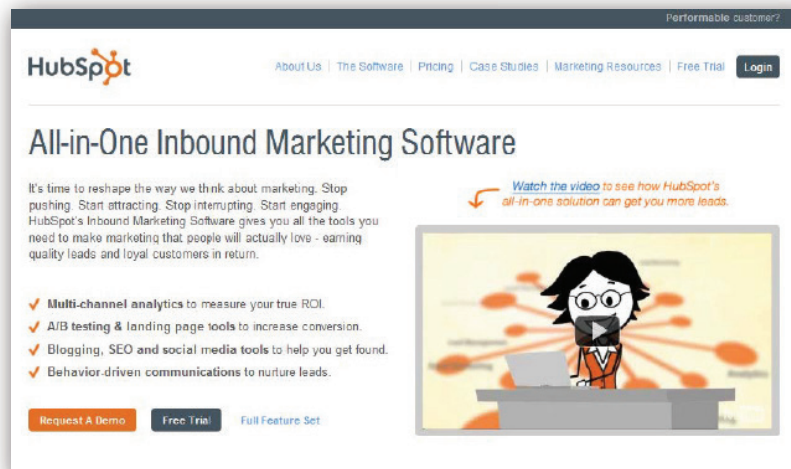 Performable customer?
HubSpot
About Us | The Software | Pricing | Case Studies | Marketing Resources | Free Trial
Login
All-in-One Inbound Marketing Software
It's time to reshape the way we think about marketing. Stop
pushing. Start attracting. Stop interrupting. Start engaging.
HubSpot's Inbound Marketing Software gives you all the tools you
need to make marketing that people will actually love - earning
quality leads and loyal customers in return.
✓ Multi-channel analytics to measure your true ROI.
✓ A/B testing & landing page tools to increase conversion.
✓ Blogging, SEO and social media tools to help you get found.
✓ Behavior-driven communications to nurture leads.
Request A Demo
Free Trial
Full Feature Set
Watch the video to see how HubSpot's
all-in-one solution can get you more leads.
Analytics